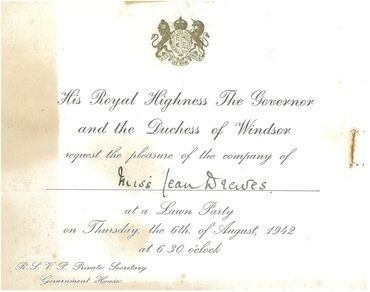 His Royal Highness The Governor
and the Duchess of Windsor
request the pleasure of the company of
Miss Jean Drewes.
at a Lawn Party
on Thursday, the 6th. of August, 1942
at 6.30 o'clock
R.S.V.P. Private Secretary
Government House.